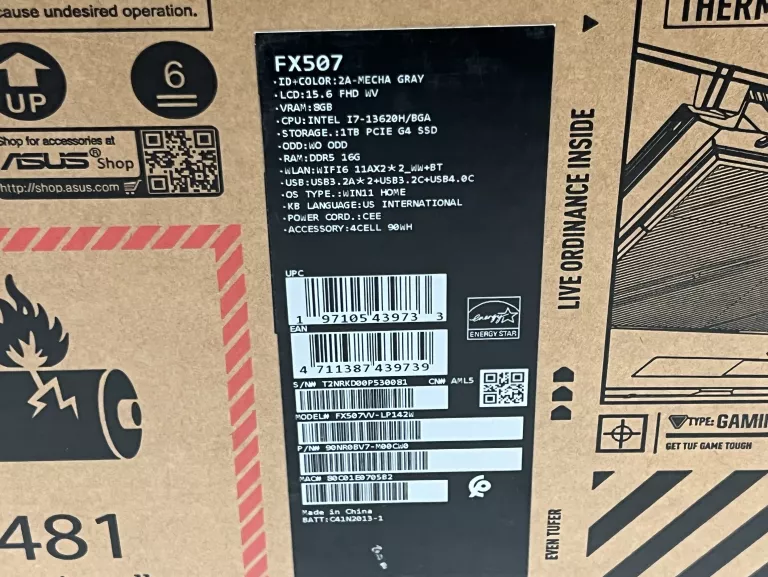 cause undesired operation.
UP
6
Shop for accessories at
ASUS® Shop
http://shop.asus.com
FX507
·ID+COLOR:2A-MECHA GRAY
·LCD:15.6 FHD WV
·VRAM:8GB
·CPU:INTEL I7-13620H/BGA
·STORAGE.:1TB PCIE G4 SSD
·ODD:WO ODD
·RAM:DDR5 16G
·WLAN:WIFI6 11AX2*2_WW+BT
·USB:USB3.2A*2+USB3.2C+USB4.0C
·OS TYPE.:WIN11 HOME
·KB LANGUAGE:US INTERNATIONAL
·POWER CORD.:CEE
·ACCESSORY:4CELL 90WH
UPC
1 97105 43973 3
energy
ENERGY STAR
EAN
4 711387 439739
S/N# T2NRKD00P530081 CN# AML5
MODEL# FX507VV-LP142W
P/N# 90NR0BV7-M00CW0
MAC# 80C01E0705B2
Made in China
BATT:C41N2013-1
481
THERM
LIVE ORDINANCE INSIDE
TYPE: GAMIN
GET TUF GAME TOUGH
EVEN TUFER